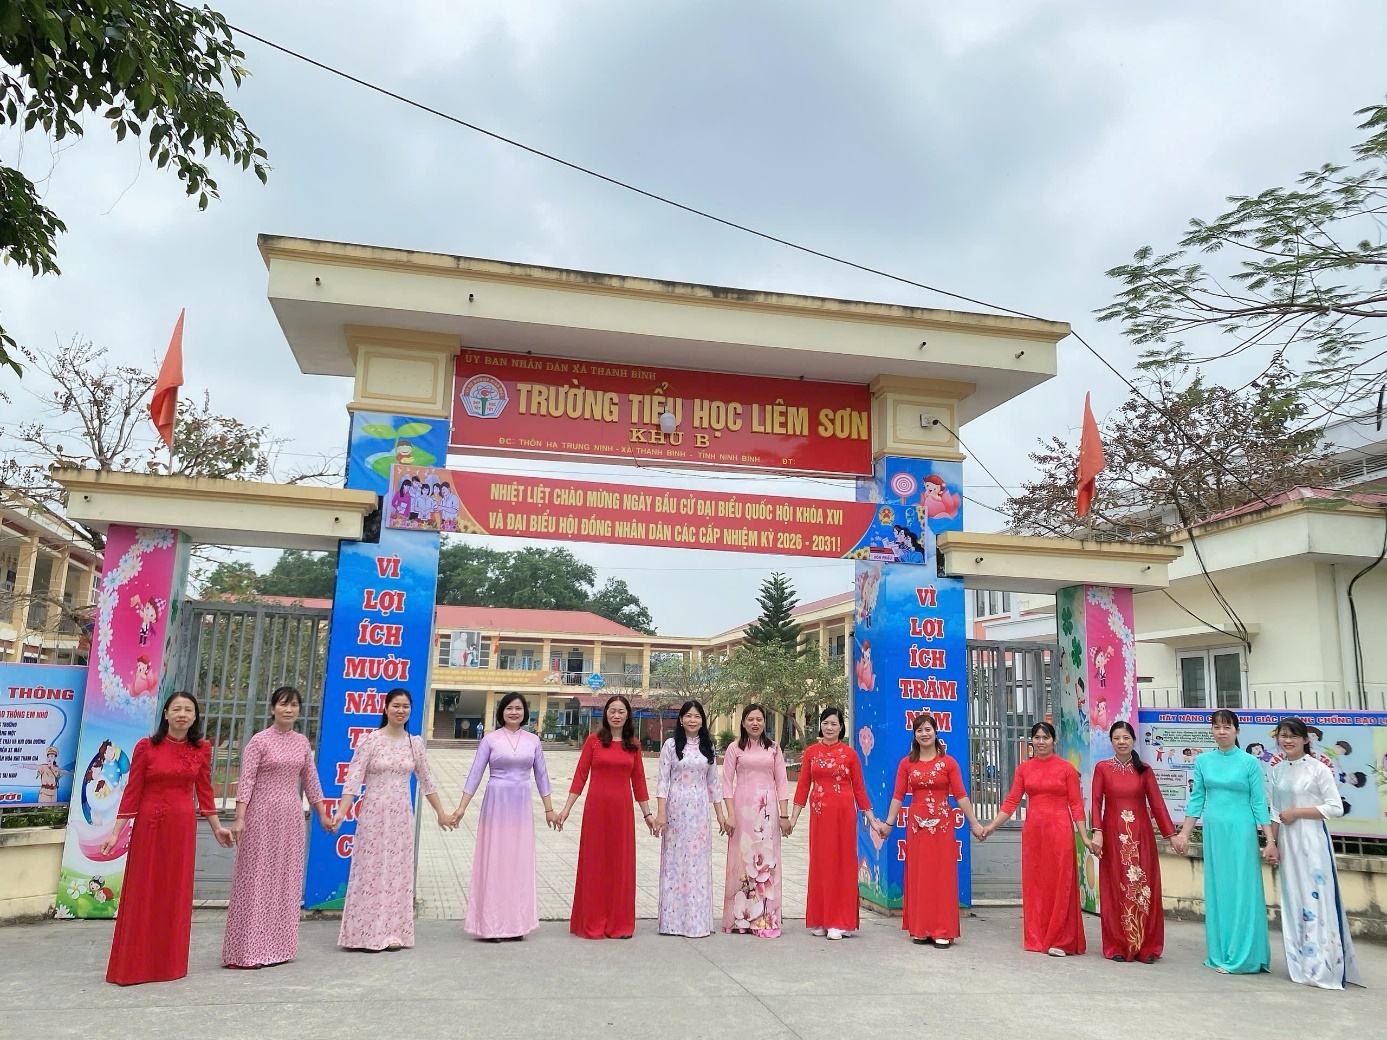 ỦY BAN NHÂN DÂN XÃ THANH BÌNH
TRƯỜNG TIỂU HỌC LIÊM SƠN
KHU B
ĐC: THÔN HẠ TRUNG NINH - XÃ THANH BÌNH - TỈNH NINH BÌNH ĐT:
NHIỆT LIỆT CHÀO MỪNG NGÀY BẦU CỬ ĐẠI BIỂU QUỐC HỘI KHÓA XVI
VÀ ĐẠI BIỂU HỘI ĐỒNG NHÂN DÂN CÁC CẤP NHIỆM KỲ 2026 - 2031!
VÌ
LỢI
ÍCH
MƯỜI
NĂM
VÌ
LỢI
ÍCH
TRĂM
NĂM
THÔNG
HÃY NÂNG